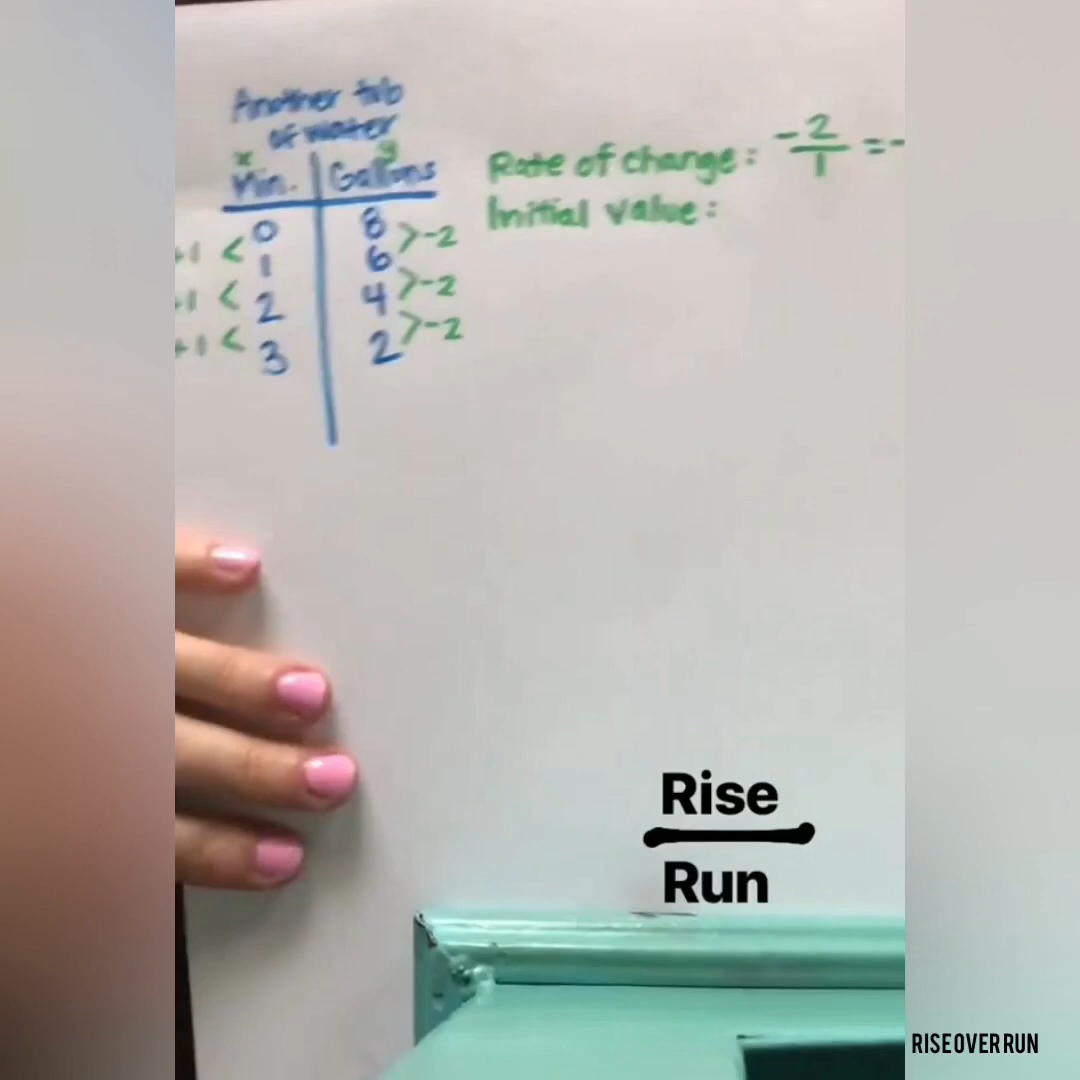 Another tub
of water
x y
Min. Gallons
0 8
1 6
2 4
3 2
+1 < >-2
+1 < >-2
+1 < >-2
Rate of change: -2/1 = -
Initial value:
Rise
Run
RISE OVER RUN